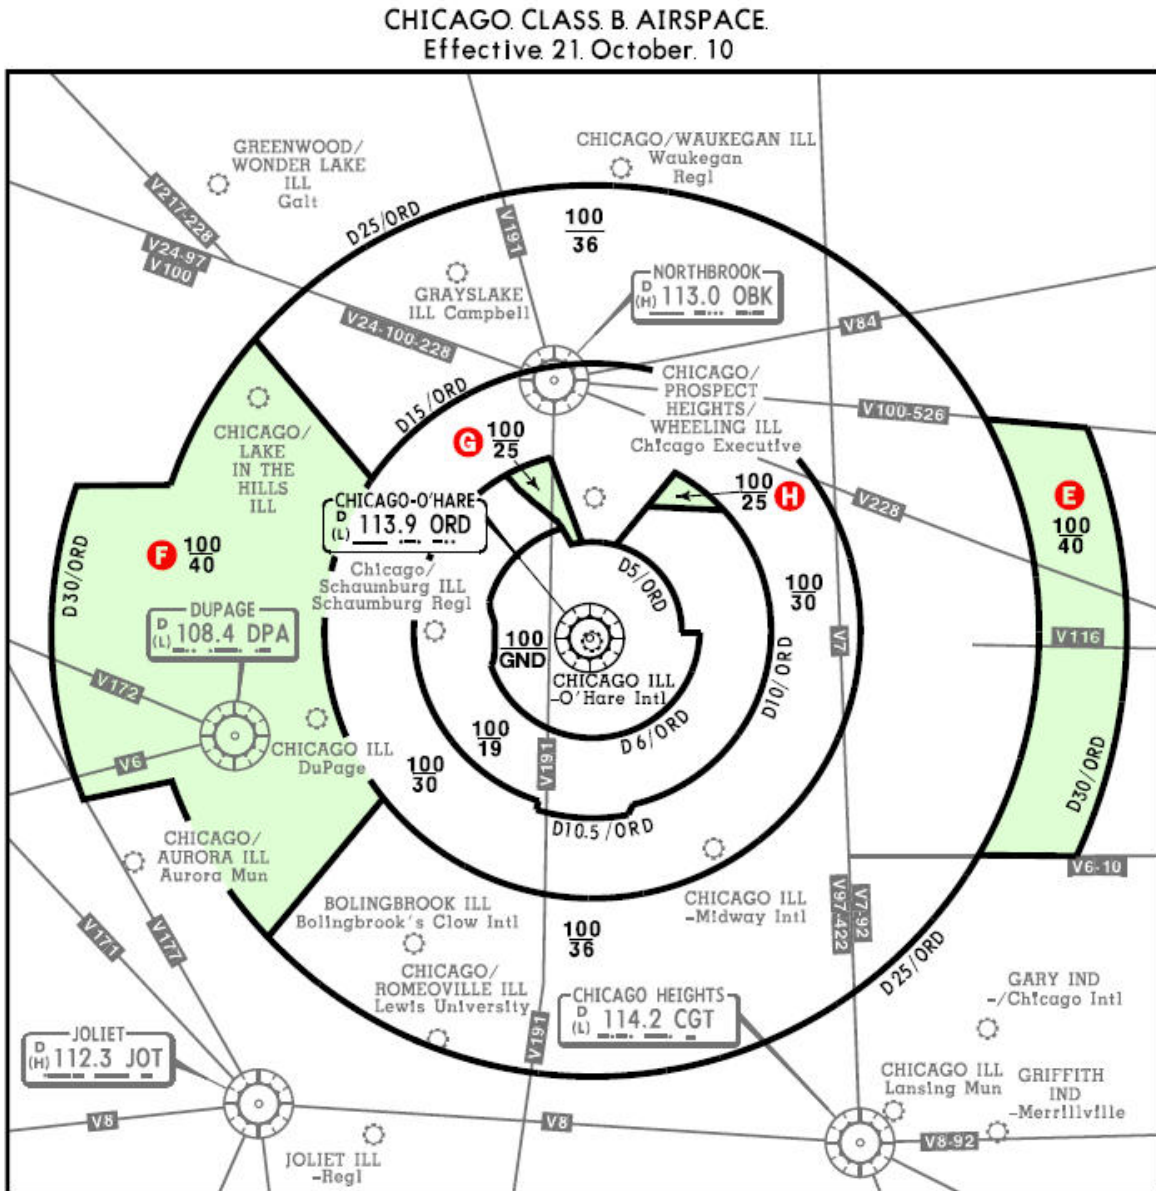 CHICAGO. CLASS. B. AIRSPACE.
Effective. 21. October. 10
GREENWOOD/
WONDER LAKE
ILL
Galt
CHICAGO/WAUKEGAN ILL
Waukegan
Regl
V217-228
V24-97
V100
D25/ORD
V191
100
36
GRAYSLAKE
ILL Campbell
NORTHBROOK
D
(H) 113.0 OBK
V24-100-228
V84
D15/ORD
CHICAGO/
PROSPECT
HEIGHTS/
WHEELING ILL
Chicago Executive
V100-526
CHICAGO/
LAKE
IN THE
HILLS
ILL
G
100
25
100
25
H
V228
E
100
40
CHICAGO-O'HARE
D
(L) 113.9 ORD
F
100
40
D30/ORD
Chicago/
Schaumburg ILL
Schaumburg Regl
D5/ORD
100
30
DUPAGE
D
(L) 108.4 DPA
100
GND
V7
V116
CHICAGO ILL
-O'Hare Intl
D10/ORD
V172
V6
CHICAGO ILL
DuPage
100
19
D6/ORD
V191
100
30
D30/ORD
D10.5/ORD
CHICAGO/
AURORA ILL
Aurora Mun
V6-10
CHICAGO ILL
-Midway Intl
BOLINGBROOK ILL
Bolingbrook's Clow Intl
V97-422
V7-92
V171
V177
100
36
D25/ORD
CHICAGO/
ROMEOVILLE ILL
Lewis University
CHICAGO HEIGHTS
D
(L) 114.2 CGT
GARY IND
-/Chicago Intl
JOLIET
D
(H) 112.3 JOT
V191
CHICAGO ILL
Lansing Mun
GRIFFITH
IND
-Merrillville
V8
V8
V8-92
JOLIET ILL
-Regl